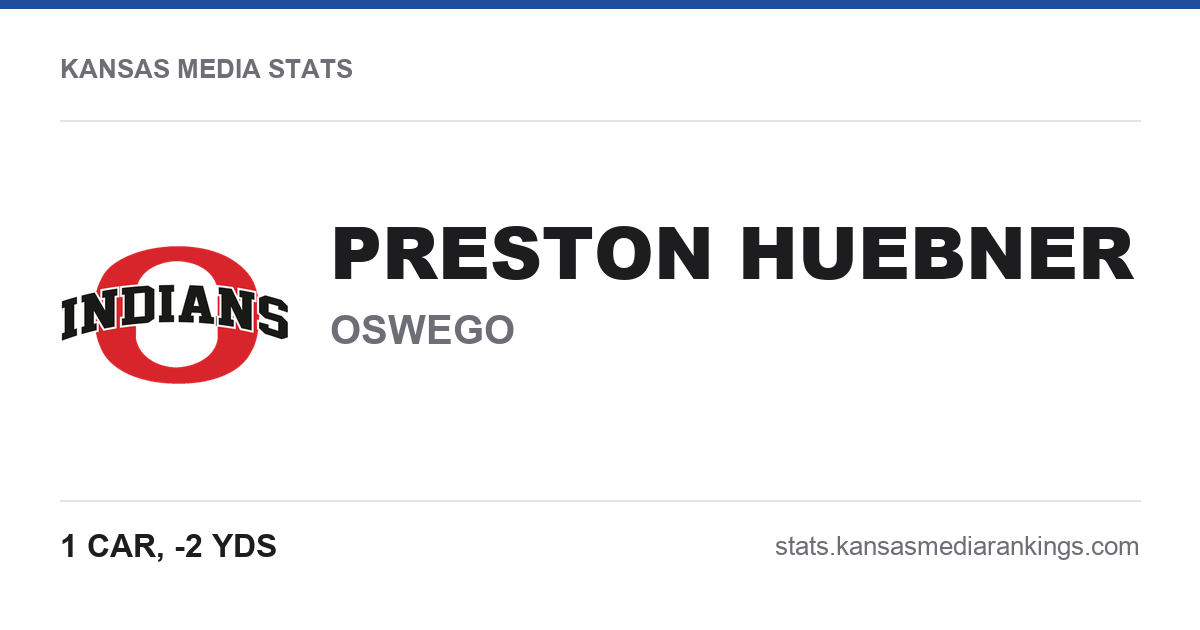 KANSAS MEDIA STATS
INDIANS
PRESTON HUEBNER
OSWEGO
1 CAR, -2 YDS
stats.kansasmediarankings.com